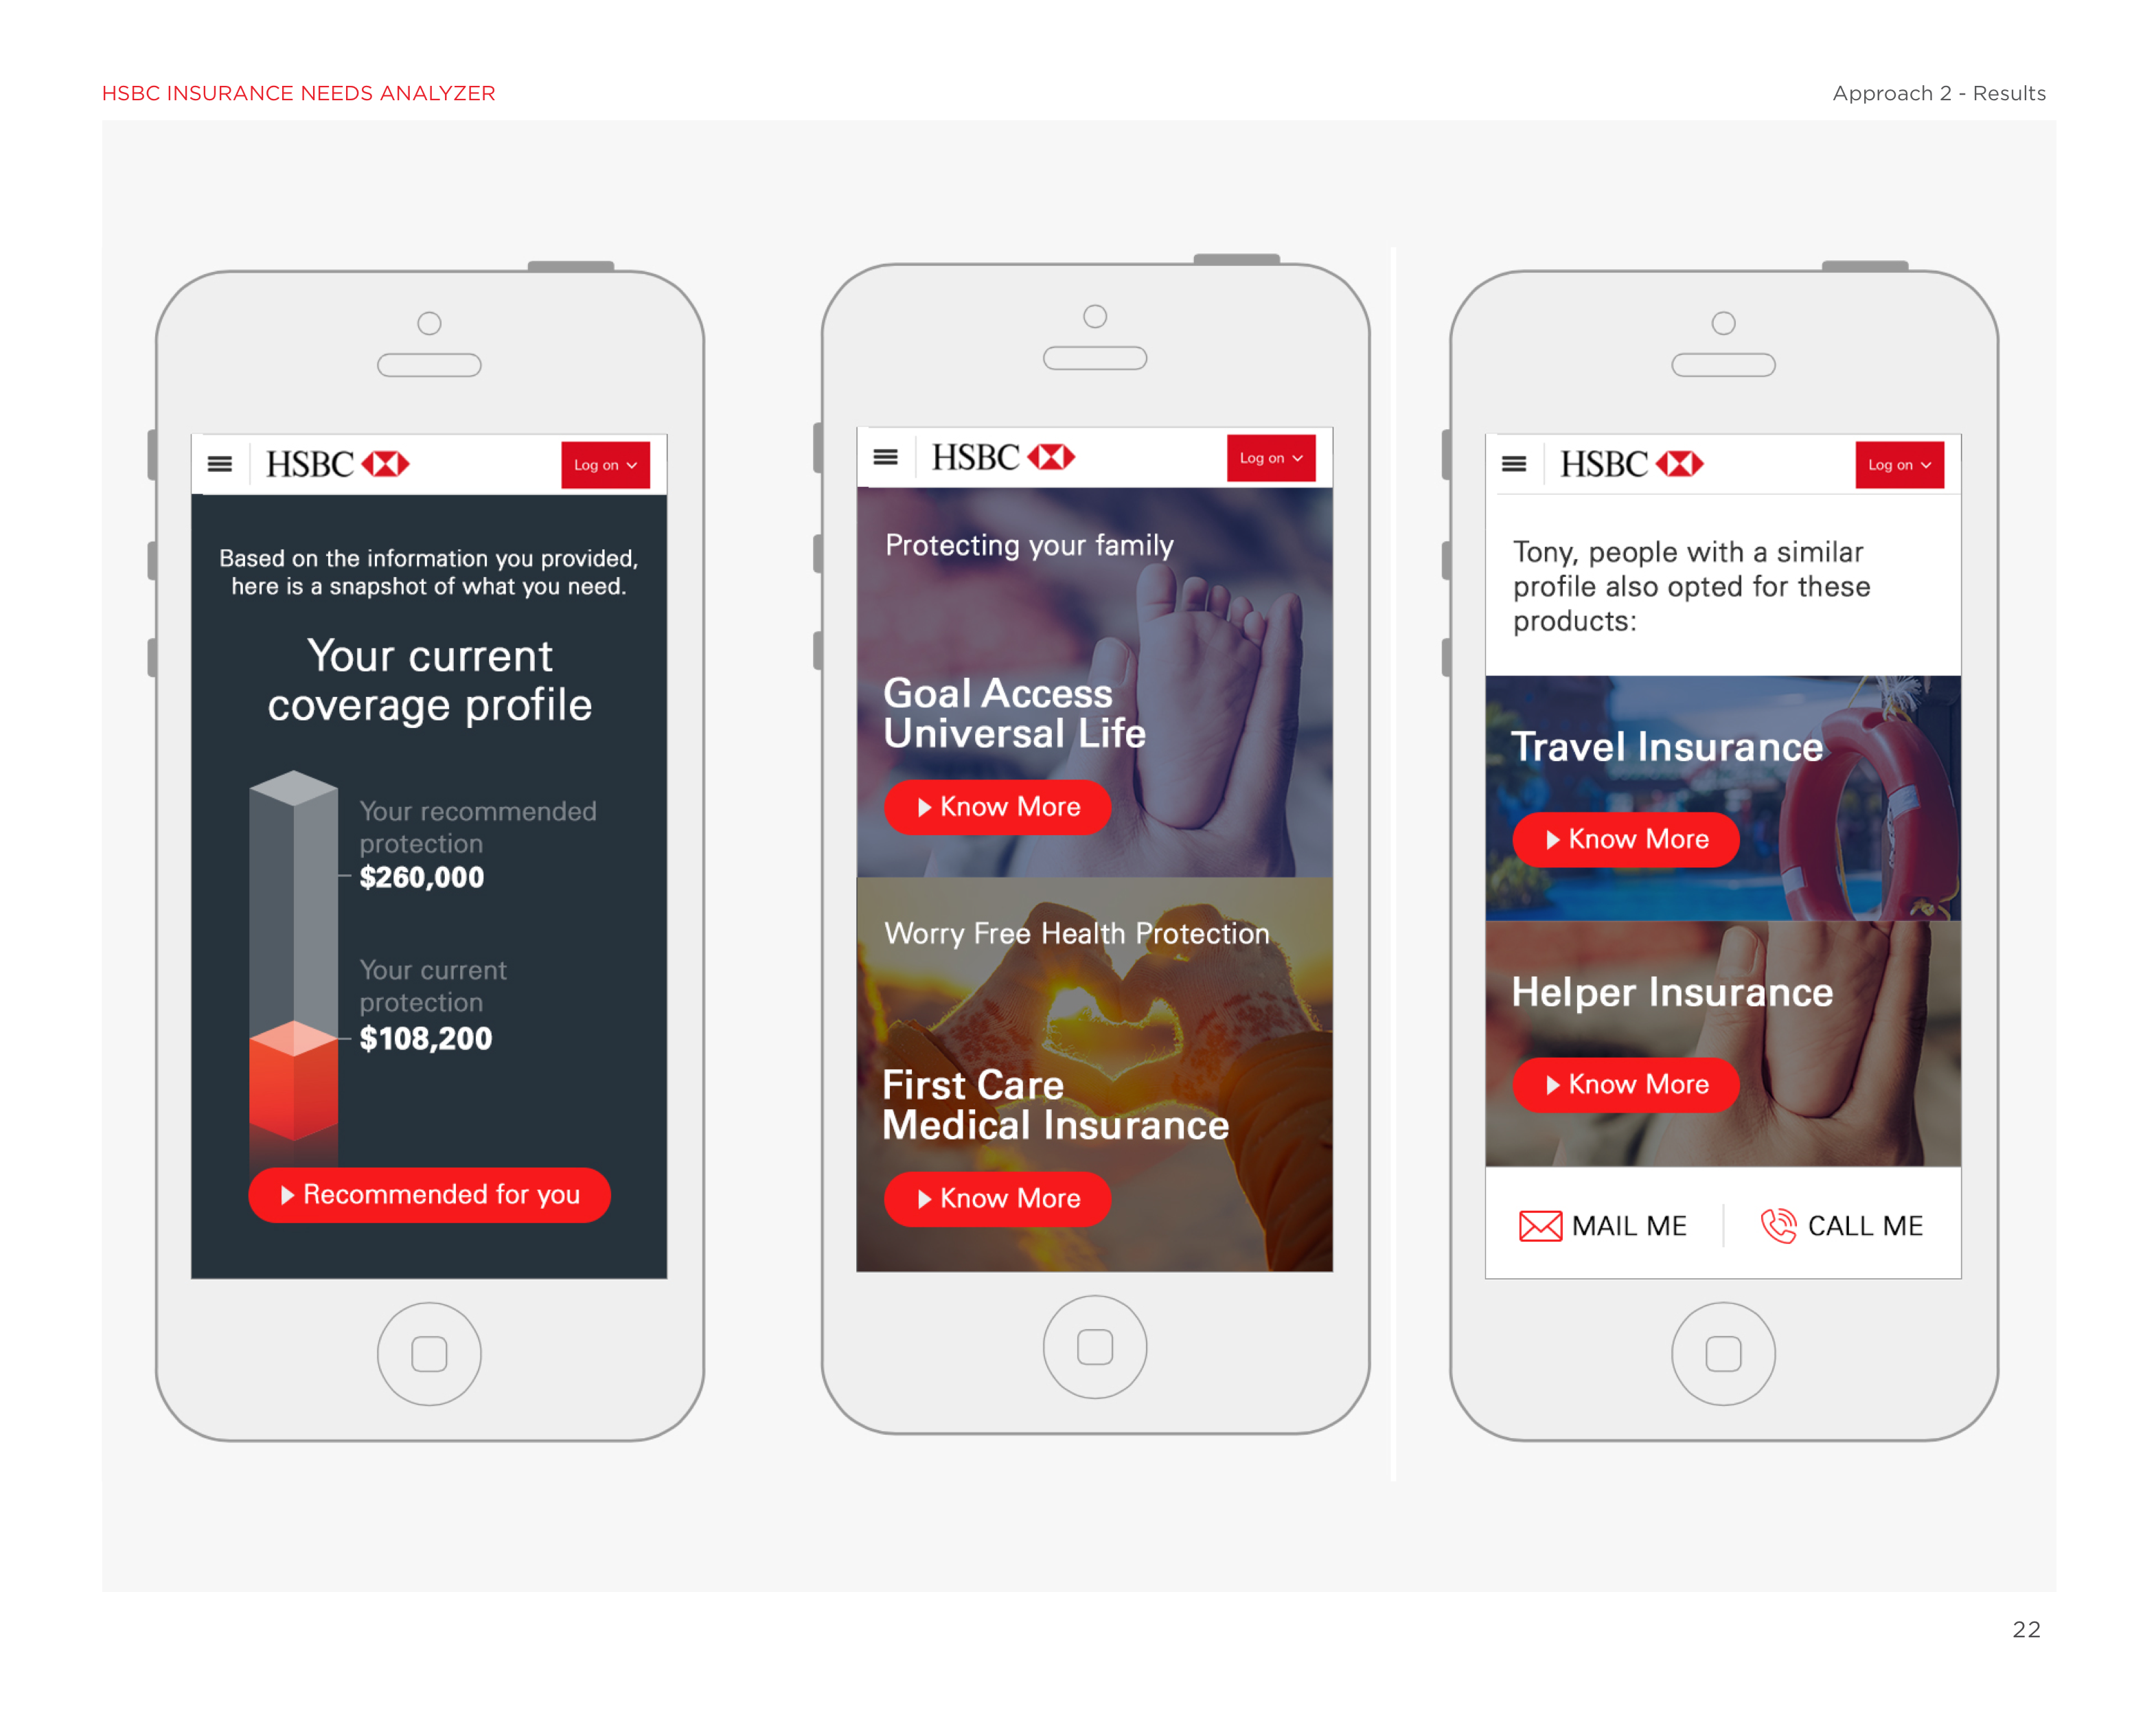 HSBC INSURANCE NEEDS ANALYZER
Approach 2 - Results
HSBC
Log on
Based on the information you provided,
here is a snapshot of what you need.
Your current
coverage profile
Your recommended
protection
$260,000
Your current
protection
$108,200
Recommended for you
HSBC
Log on
Protecting your family
Goal Access
Universal Life
Know More
Worry Free Health Protection
First Care
Medical Insurance
Know More
HSBC
Log on
Tony, people with a similar
profile also opted for these
products:
Travel Insurance
Know More
Helper Insurance
Know More
MAIL ME
CALL ME
22